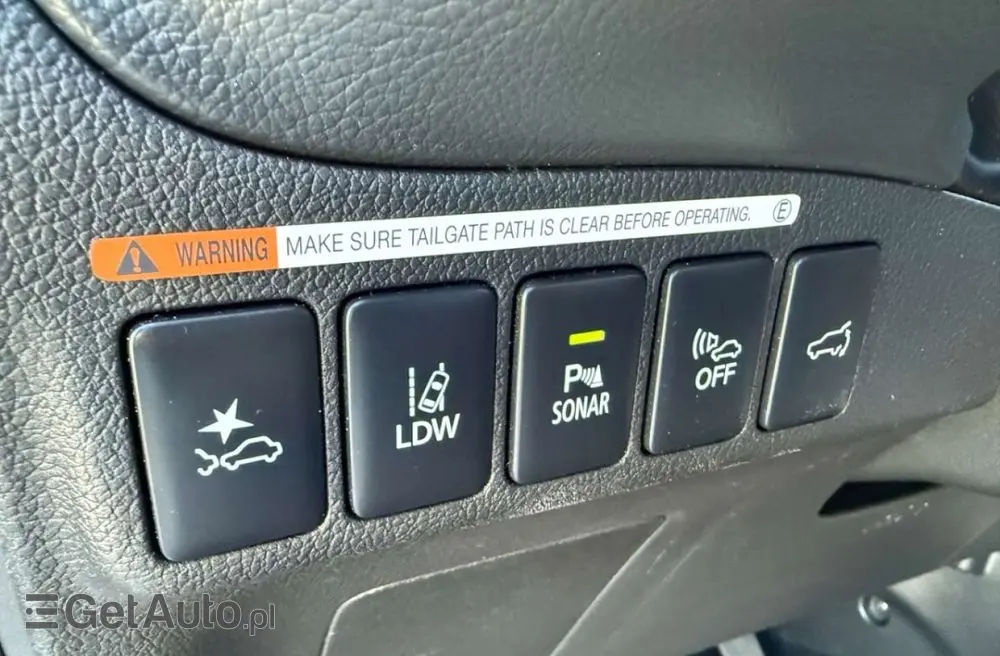 WARNING MAKE SURE TAILGATE PATH IS CLEAR BEFORE OPERATING. E
LDW
P
SONAR
OFF
GetAuto.pl